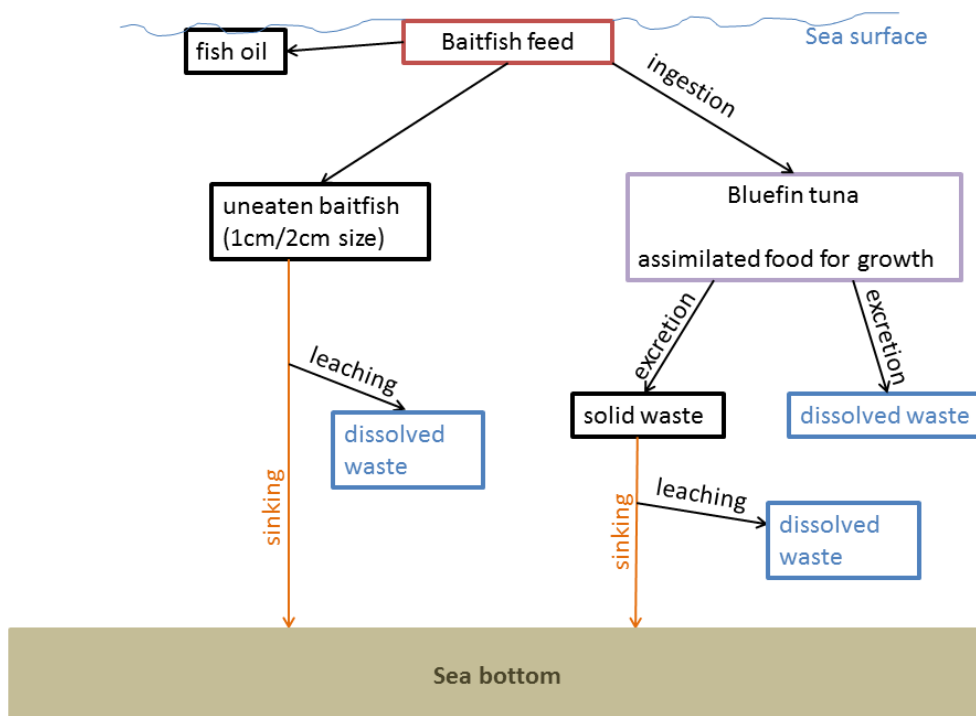 Baitfish feed
Sea surface
fish oil
ingestion
uneaten baitfish
(1cm/2cm size)
Bluefin tuna
assimilated food for growth
excretion
excretion
leaching
solid waste
dissolved waste
dissolved
waste
sinking
sinking
leaching
dissolved
waste
Sea bottom